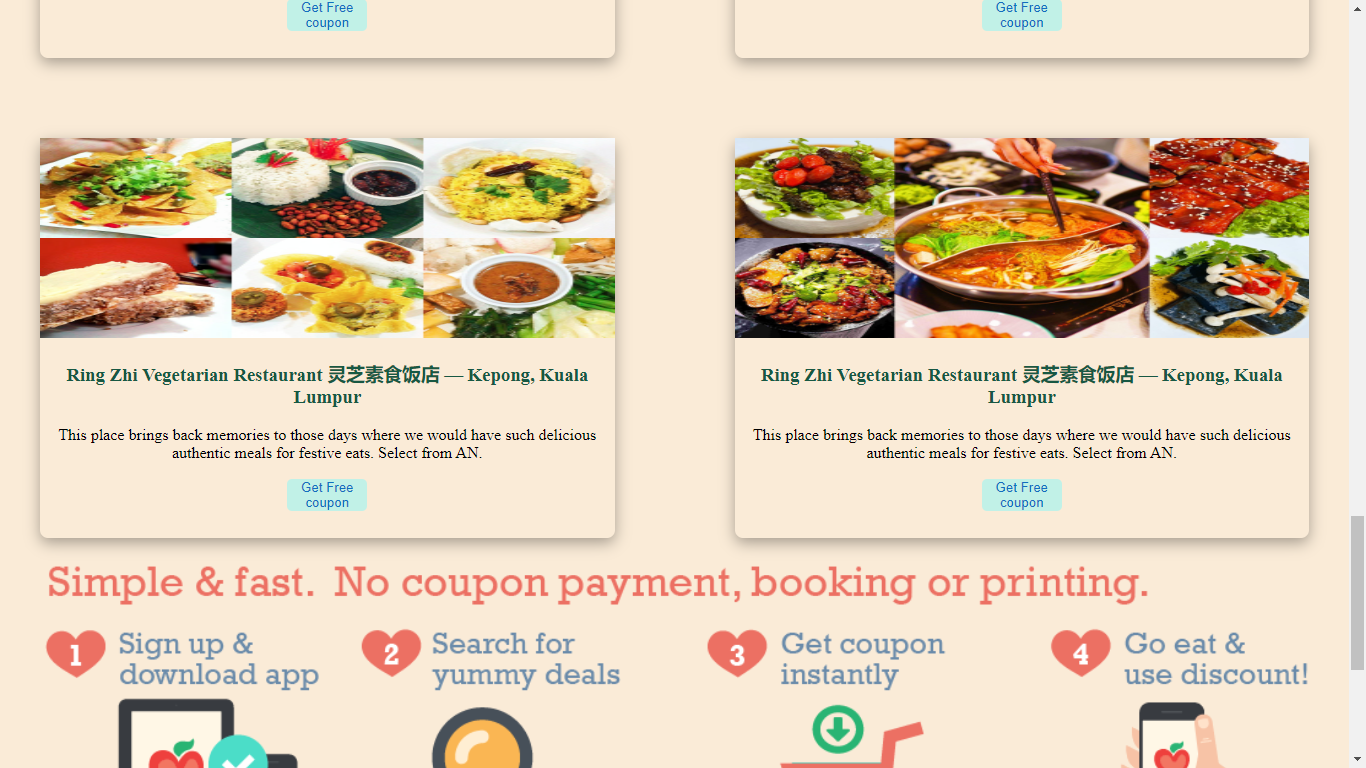 Get Free
coupon
Get Free
coupon
Ring Zhi Vegetarian Restaurant 灵芝素食饭店 — Kepong, Kuala
Lumpur
This place brings back memories to those days where we would have such delicious
authentic meals for festive eats. Select from AN.
Get Free
coupon
Ring Zhi Vegetarian Restaurant 灵芝素食饭店 — Kepong, Kuala
Lumpur
This place brings back memories to those days where we would have such delicious
authentic meals for festive eats. Select from AN.
Get Free
coupon
Simple & fast. No coupon payment, booking or printing.
1 Sign up &
download app
2 Search for
yummy deals
3 Get coupon
instantly
4 Go eat &
use discount!